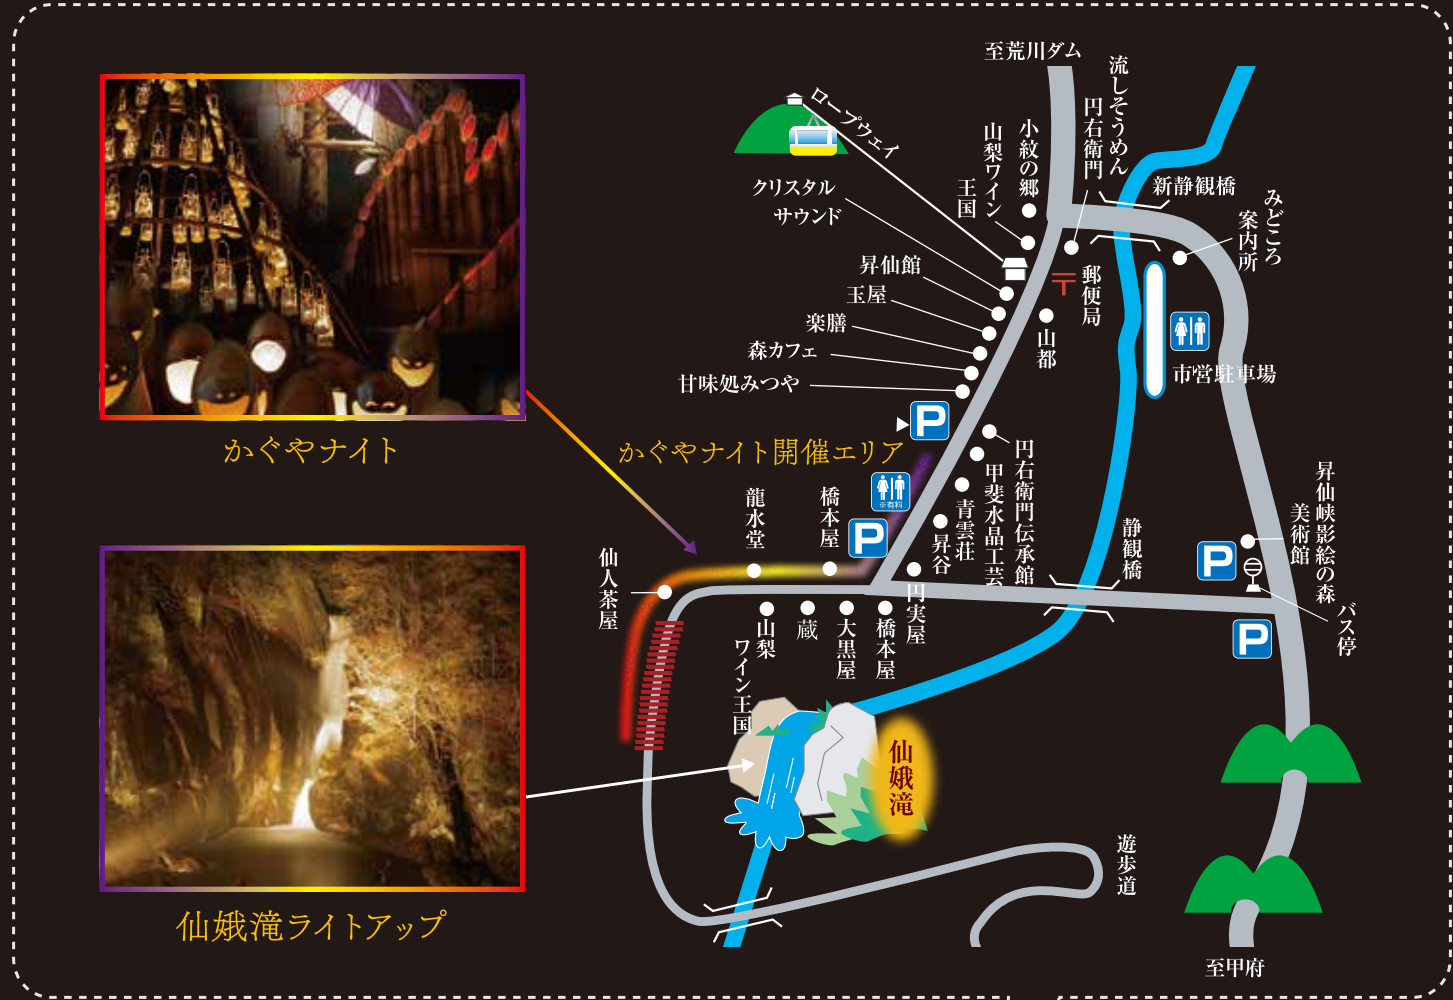 至荒川ダム
流しそうめん
円右衛門
ロープウェイ
小紋の郷
山梨ワイン
王国
新静観橋
みどころ
案内所
クリスタル
サウンド
昇仙館
玉屋
楽膳
森カフェ
甘味処みつや
郵便局
山都
市営駐車場
P
かぐやナイト
かぐやナイト開催エリア
※有料
P
円右衛門伝承館
甲斐水晶工芸
青雲荘
昇谷
静観橋
昇仙峡影絵の森
美術館
P
バス停
P
龍水堂
橋本屋
仙人茶屋
山梨
ワイン王国
蔵
大黒屋
橋本屋
円実屋
仙娥滝
仙娥滝ライトアップ
遊歩道
至甲府